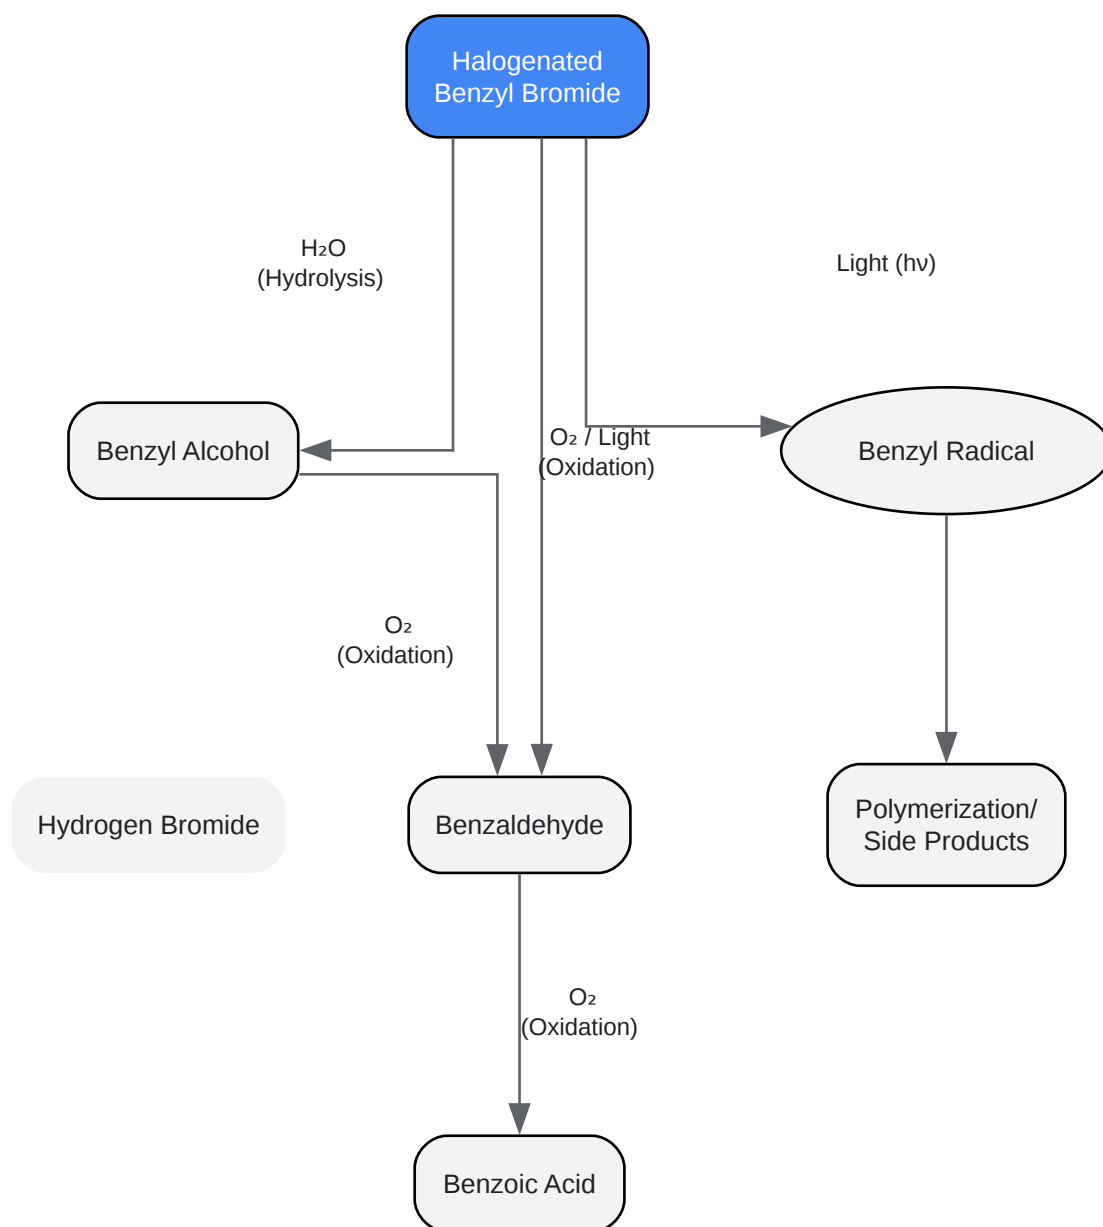 Halogenated
Benzyl Bromide
H₂O
(Hydrolysis)
Light (hν)
Benzyl Alcohol
O₂ / Light
(Oxidation)
Benzyl Radical
O₂
(Oxidation)
Hydrogen Bromide
Benzaldehyde
Polymerization/
Side Products
O₂
(Oxidation)
Benzoic Acid